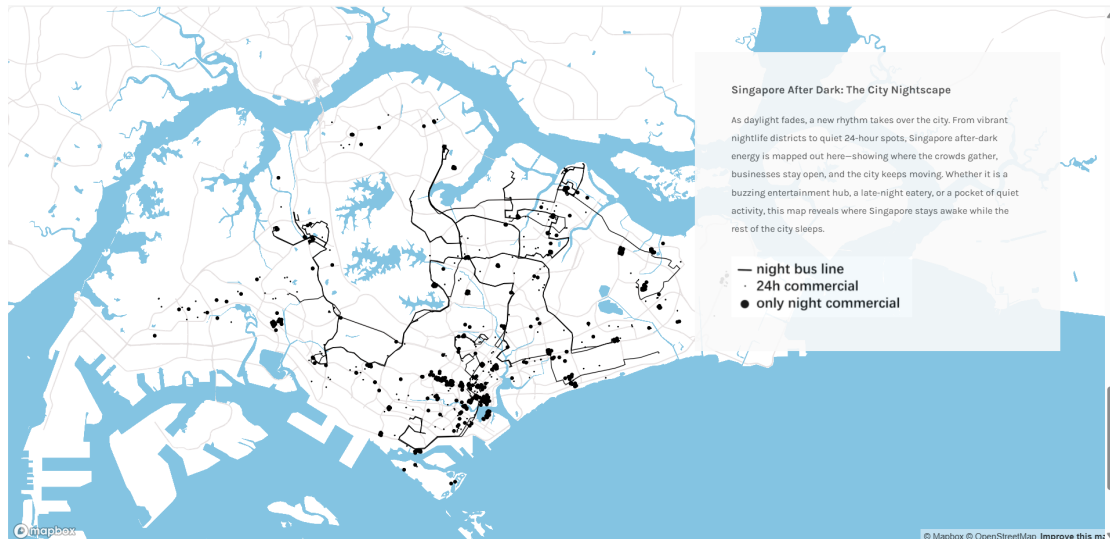 Singapore After Dark: The City Nightscape
As daylight fades, a new rhythm takes over the city. From vibrant
nightlife districts to quiet 24-hour spots, Singapore after-dark
energy is mapped out here—showing where the crowds gather,
businesses stay open, and the city keeps moving. Whether it is a
buzzing entertainment hub, a late-night eatery, or a pocket of quiet
activity, this map reveals where Singapore stays awake while the
rest of the city sleeps.
night bus line
24h commercial
only night commercial
mapbox
© Mapbox © OpenStreetMap Improve this ma